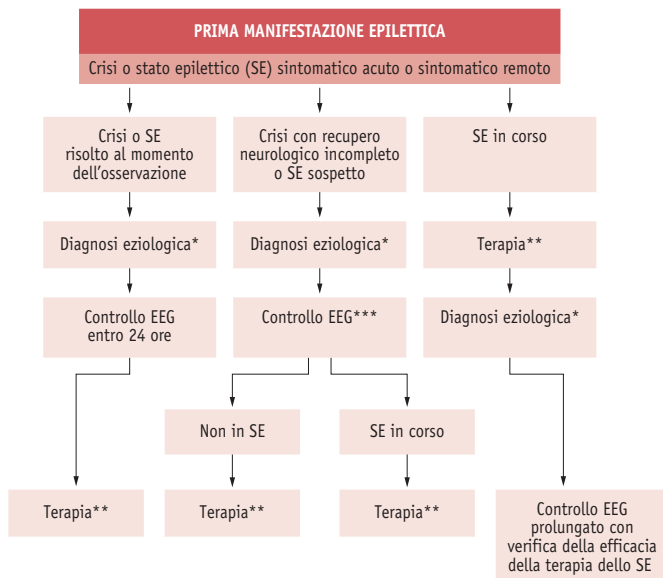 PRIMA MANIFESTAZIONE EPILETTICA
Crisi o stato epilettico (SE) sintomatico acuto o sintomatico remoto
Crisi o SE
risolto al momento
dell'osservazione
Crisi con recupero
neurologico incompleto
o SE sospetto
SE in corso
Diagnosi eziologica*
Diagnosi eziologica*
Terapia**
Controllo EEG
entro 24 ore
Controllo EEG***
Diagnosi eziologica*
Non in SE
SE in corso
Terapia**
Terapia**
Terapia**
Controllo EEG
prolungato con
verifica della efficacia
della terapia dello SE